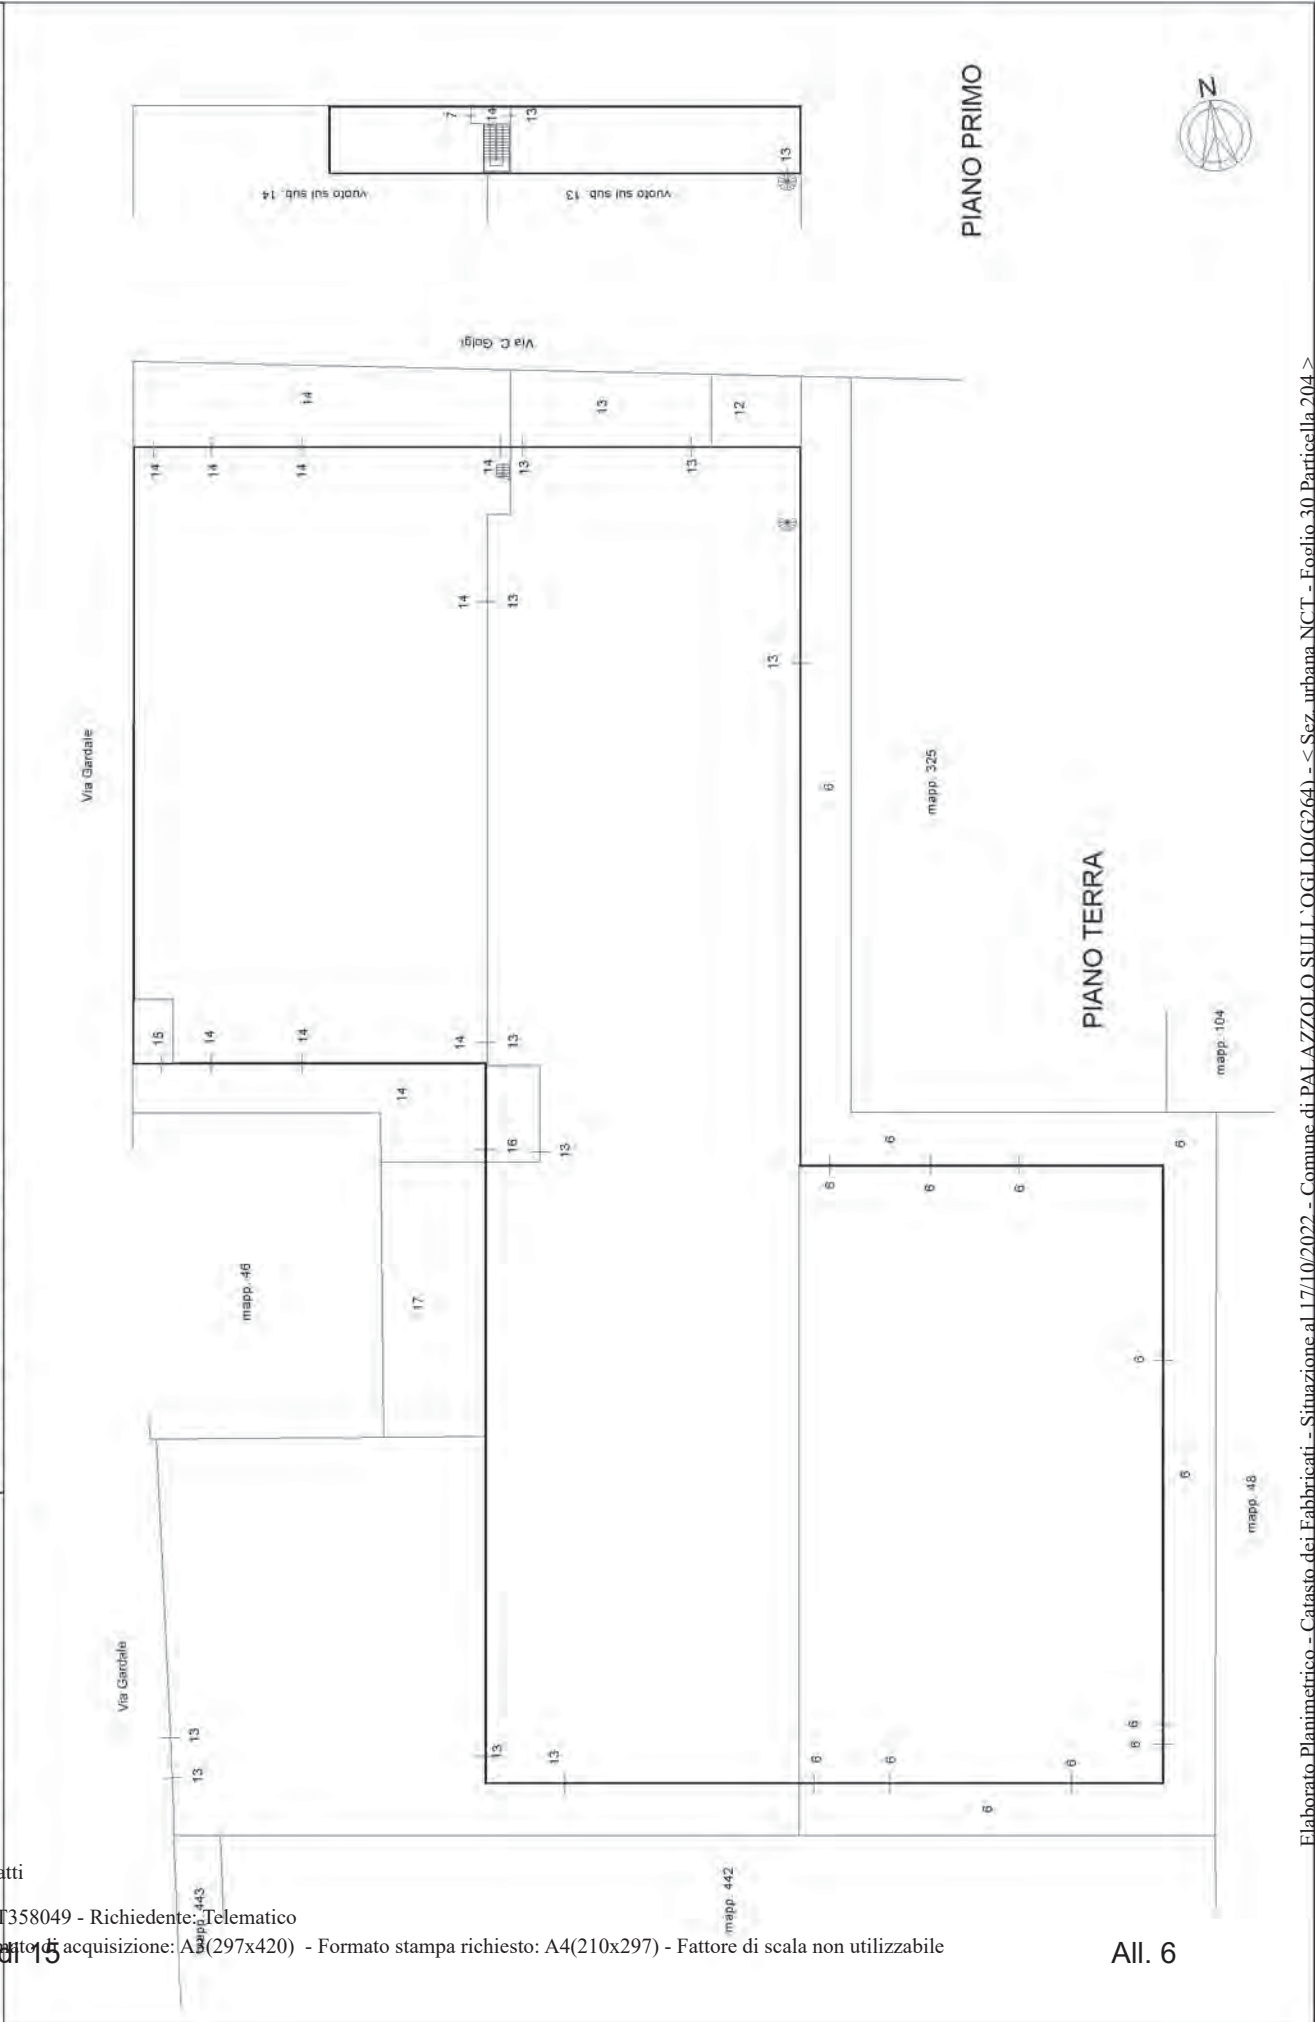 PIANO PRIMO
N
7
14
13
13
vuoto sul sub. 14
vuoto sul sub. 13
Via C. Golgi
14
13
12
14
14
14
14
13
13
14
13
13
Via Gardale
6
mapp. 325
PIANO TERRA
15
14
14
14
13
14
16
13
6
6
6
6
6
mapp. 104
mapp. 46
17
6
6
mapp. 48
Via Gardale
13
13
13
13
6
6
6
6
6
6
mapp. 443
mapp. 442
Elaborato Planimetrico - Catasto dei Fabbricati - Situazione al 17/10/2022 - Comune di PALAZZOLO SULL'OGLIO(G264) - < Sez. urbana NCT - Foglio 30 Particella 204 >
atti
T358049 - Richiedente: Telematico
mato di acquisizione: A3(297x420) - Formato stampa richiesto: A4(210x297) - Fattore di scala non utilizzabile
di 15
All. 6